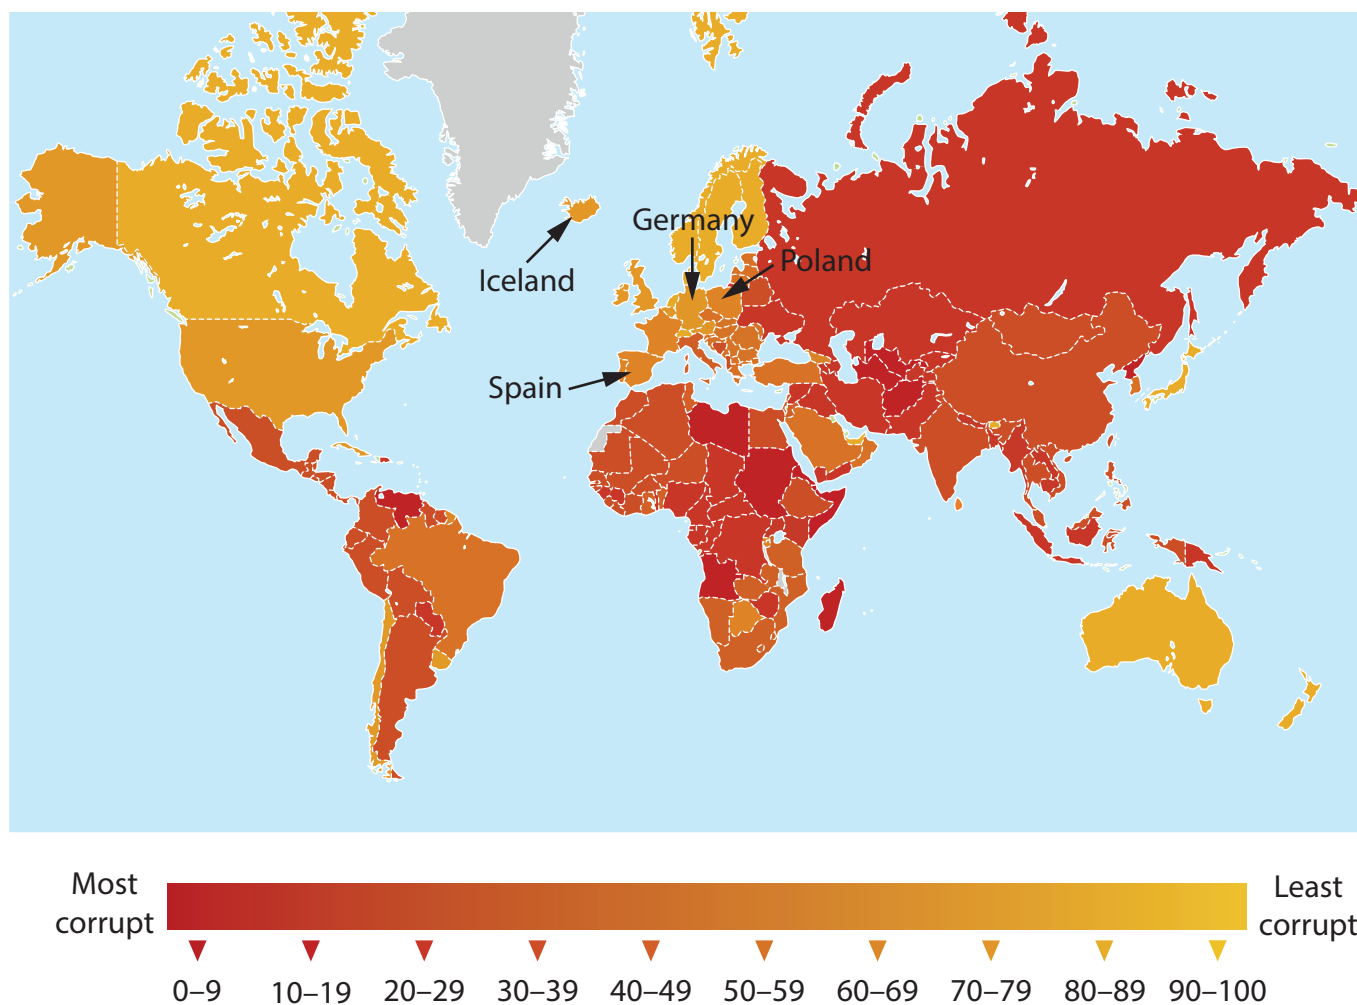 Germany
Poland
Iceland
Spain
Most
corrupt
Least
corrupt
0–9
10–19
20–29
30–39
40–49
50–59
60–69
70–79
80–89
90–100